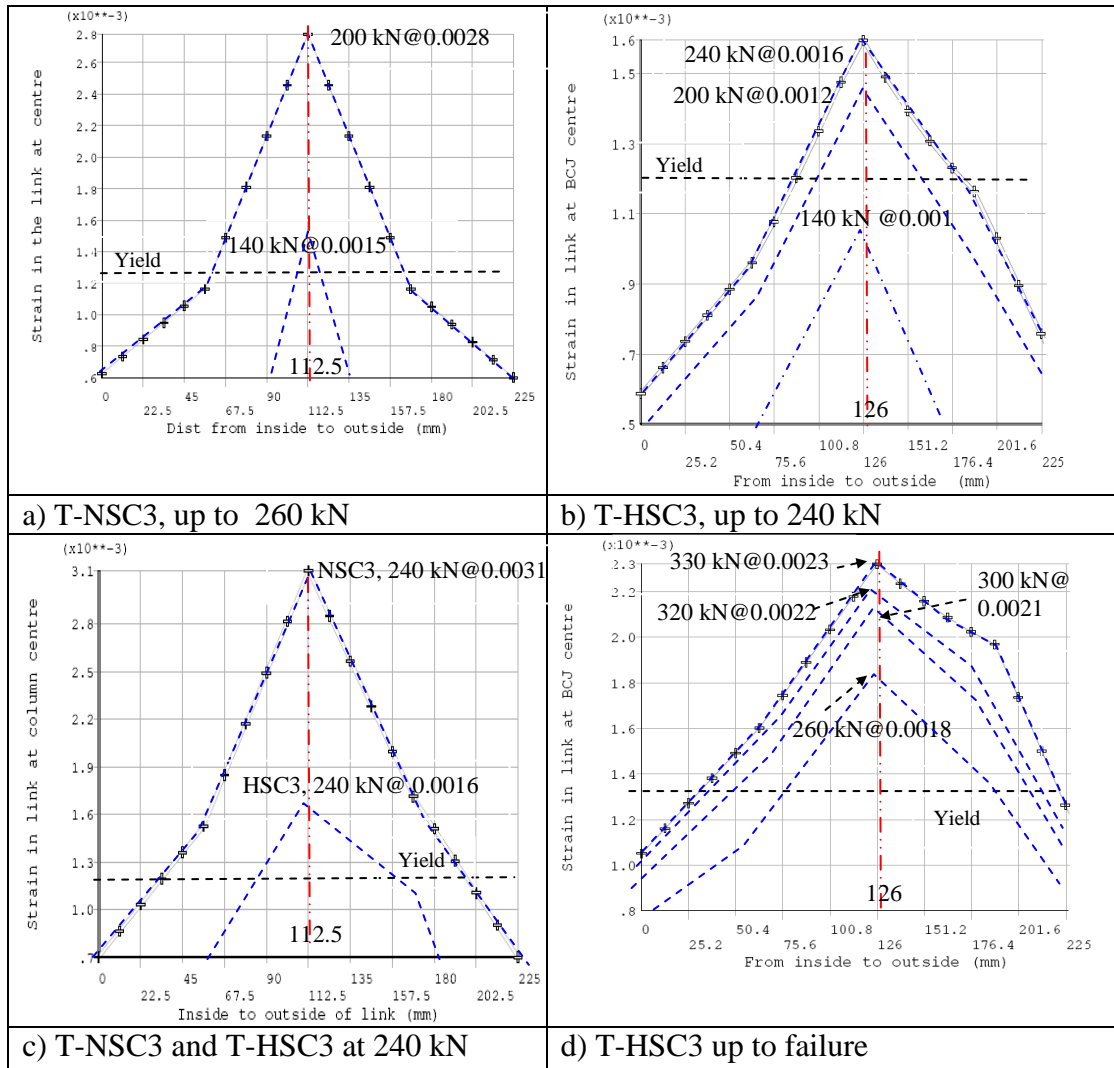 (x10**-3)
Strain in the link at centre
2.8
2.6
2.4
2.2
2.0
1.8
1.6
1.4
1.2
1.0
.8
.6
200 kN@0.0028
140 kN@0.0015
Yield
112.5
0 45 90 135 180 225
22.5 67.5 112.5 157.5 202.5
Dist from inside to outside (mm)
a) T-NSC3, up to 260 kN
(x10**-3)
Strain in link at BCJ centre
1.6
1.5
1.3
1.1
.9
.7
.5
240 kN@0.0016
200 kN@0.0012
Yield
140 kN @0.001
126
0 50.4 100.8 151.2 201.6
25.2 75.6 126 176.4 225
From inside to outside (mm)
b) T-HSC3, up to 240 kN
(x10**-3)
Strain in link at column centre
3.1
2.8
2.5
2.2
1.9
1.6
1.3
1.0
.7
NSC3, 240 kN@0.0031
HSC3, 240 kN@ 0.0016
Yield
112.5
0 45 90 135 180 225
22.5 67.5 112.5 157.5 202.5
Inside to outside of link (mm)
c) T-NSC3 and T-HSC3 at 240 kN
(x10**-3)
Strain in link at BCJ centre
2.3
2.2
2.0
1.8
1.6
1.4
1.2
1.0
.8
330 kN@0.0023
320 kN@0.0022
300 kN@
0.0021
260 kN@0.0018
Yield
126
0 50.4 100.8 151.2 201.6
25.2 75.6 126 176.4 225
From inside to outside (mm)
d) T-HSC3 up to failure